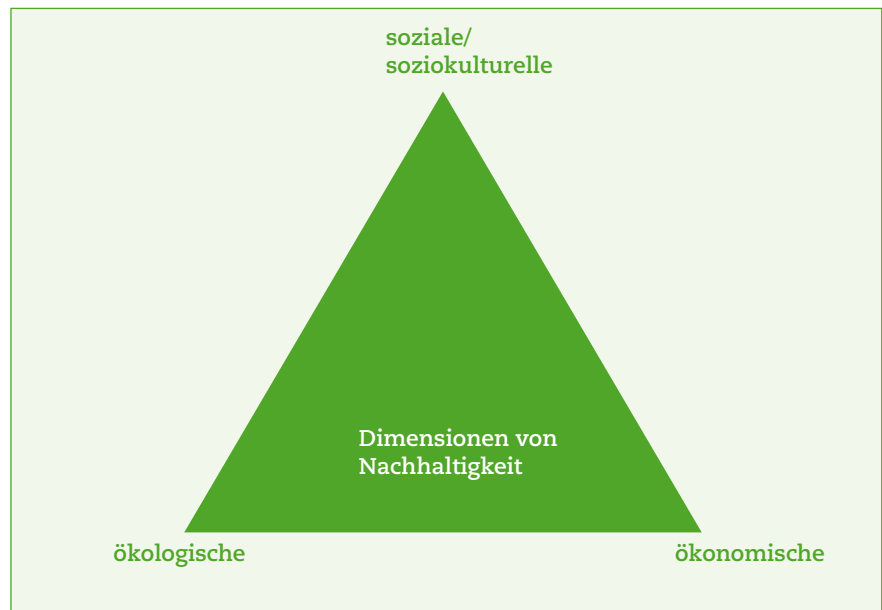 soziale/
soziokulturelle
Dimensionen von
Nachhaltigkeit
ökologische
ökonomische